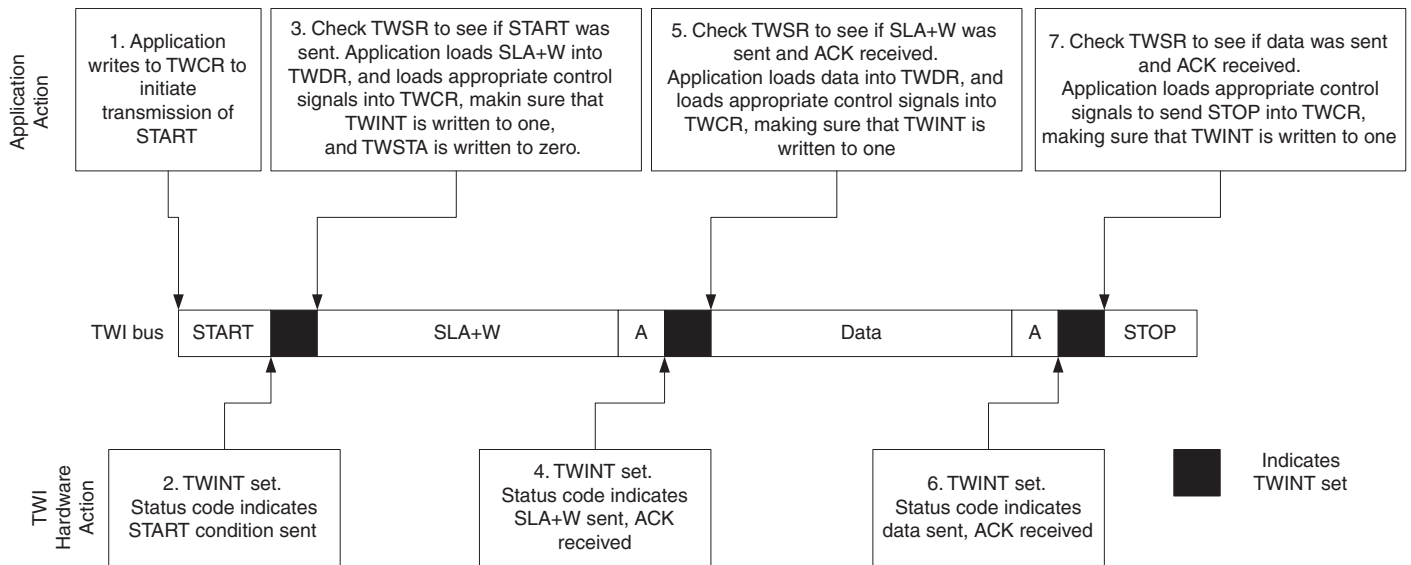 Application
Action
1. Application
writes to TWCR to
initiate
transmission of
START
3. Check TWSR to see if START was
sent. Application loads SLA+W into
TWDR, and loads appropriate control
signals into TWCR, makin sure that
TWINT is written to one,
and TWSTA is written to zero.
5. Check TWSR to see if SLA+W was
sent and ACK received.
Application loads data into TWDR, and
loads appropriate control signals into
TWCR, making sure that TWINT is
written to one
7. Check TWSR to see if data was sent
and ACK received.
Application loads appropriate control
signals to send STOP into TWCR,
making sure that TWINT is written to one
TWI bus
START
SLA+W
A
Data
A
STOP
TWI
Hardware
Action
2. TWINT set.
Status code indicates
START condition sent
4. TWINT set.
Status code indicates
SLA+W sent, ACK
received
6. TWINT set.
Status code indicates
data sent, ACK received
Indicates
TWINT set